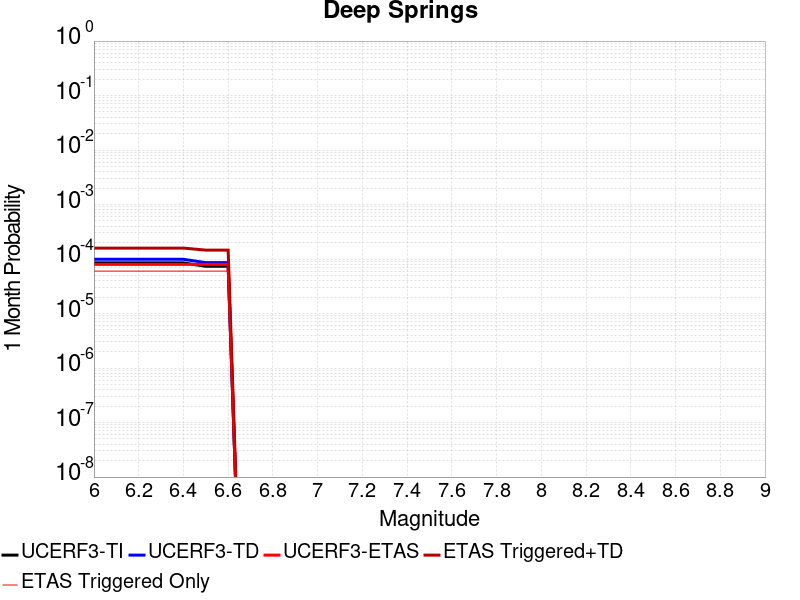 Deep Springs
10^0
10^-1
10^-2
10^-3
10^-4
10^-5
10^-6
10^-7
10^-8
1 Month Probability
6 6.2 6.4 6.6 6.8 7 7.2 7.4 7.6 7.8 8 8.2 8.4 8.6 8.8 9
Magnitude
UCERF3-TI UCERF3-TD UCERF3-ETAS ETAS Triggered+TD
ETAS Triggered Only